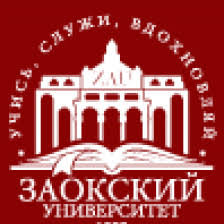 • УЧИСЬ, СЛУЖИ, ВДОХНОВЛЯЙ •
ЗАОКСКИЙ
УНИВЕРСИТЕТ